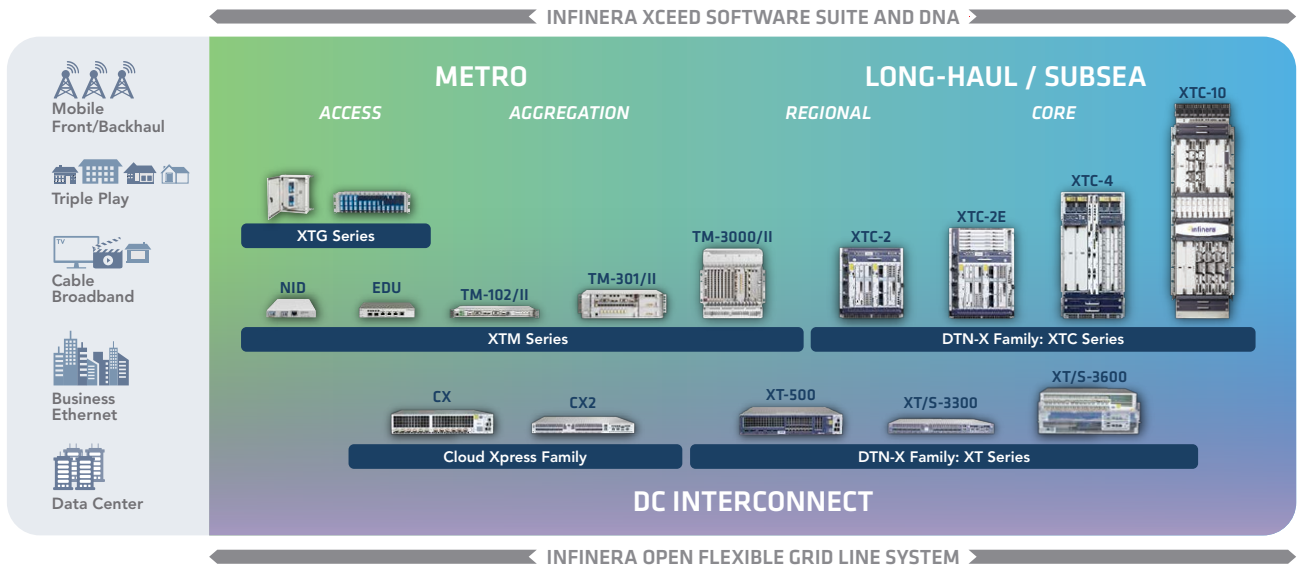 INFINERA XCEED SOFTWARE SUITE AND DNA
Mobile
Front/Backhaul
Triple Play
TV
Cable
Broadband
Business
Ethernet
Data Center
METRO
LONG-HAUL / SUBSEA
ACCESS
AGGREGATION
REGIONAL
CORE
XTC-10
XTC-4
XTC-2E
XTC-2
TM-3000/II
infinera
XTG Series
NID
EDU
TM-102/II
TM-301/II
XTM Series
DTN-X Family: XTC Series
CX
CX2
XT-500
XT/S-3300
XT/S-3600
Cloud Xpress Family
DTN-X Family: XT Series
DC INTERCONNECT
INFINERA OPEN FLEXIBLE GRID LINE SYSTEM